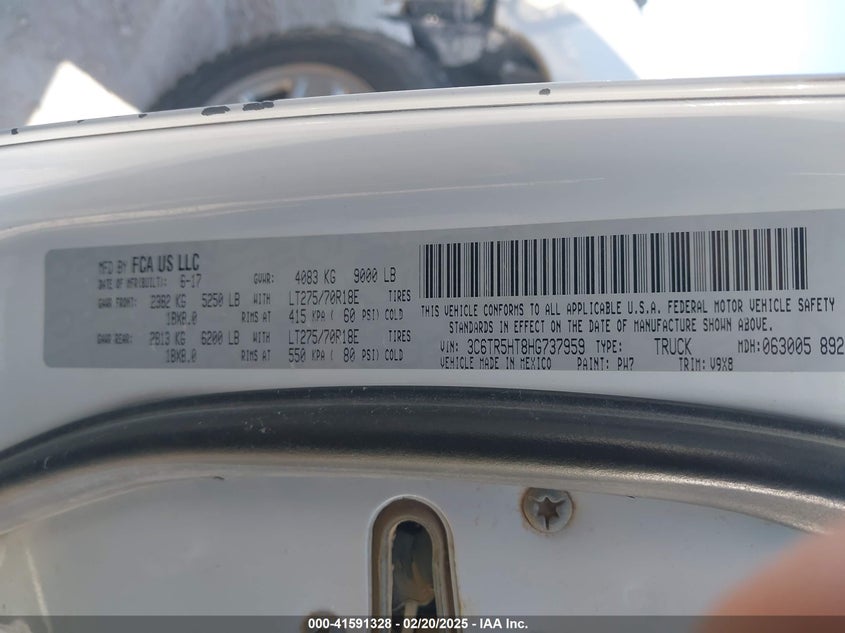 MFD BY FCA US LLC
DATE OF MFR(BUILT): 6-17 GVWR: 4083 KG 9000 LB
GAWR FRONT: 2382 KG 5250 LB WITH LT275/70R18E TIRES
18X8.0 RIMS AT 415 KPA ( 60 PSI) COLD
GAWR REAR: 2813 KG 6200 LB WITH LT275/70R18E TIRES
18X8.0 RIMS AT 550 KPA ( 80 PSI) COLD
THIS VEHICLE CONFORMS TO ALL APPLICABLE U.S.A. FEDERAL MOTOR VEHICLE SAFETY
STANDARDS IN EFFECT ON THE DATE OF MANUFACTURE SHOWN ABOVE.
VIN: 3C6TR5HT8HG737959 TYPE: TRUCK MDH: 063005 892
VEHICLE MADE IN MEXICO PAINT: PW7 TRIM: V9X8
000-41591328 - 02/20/2025 - IAA Inc.